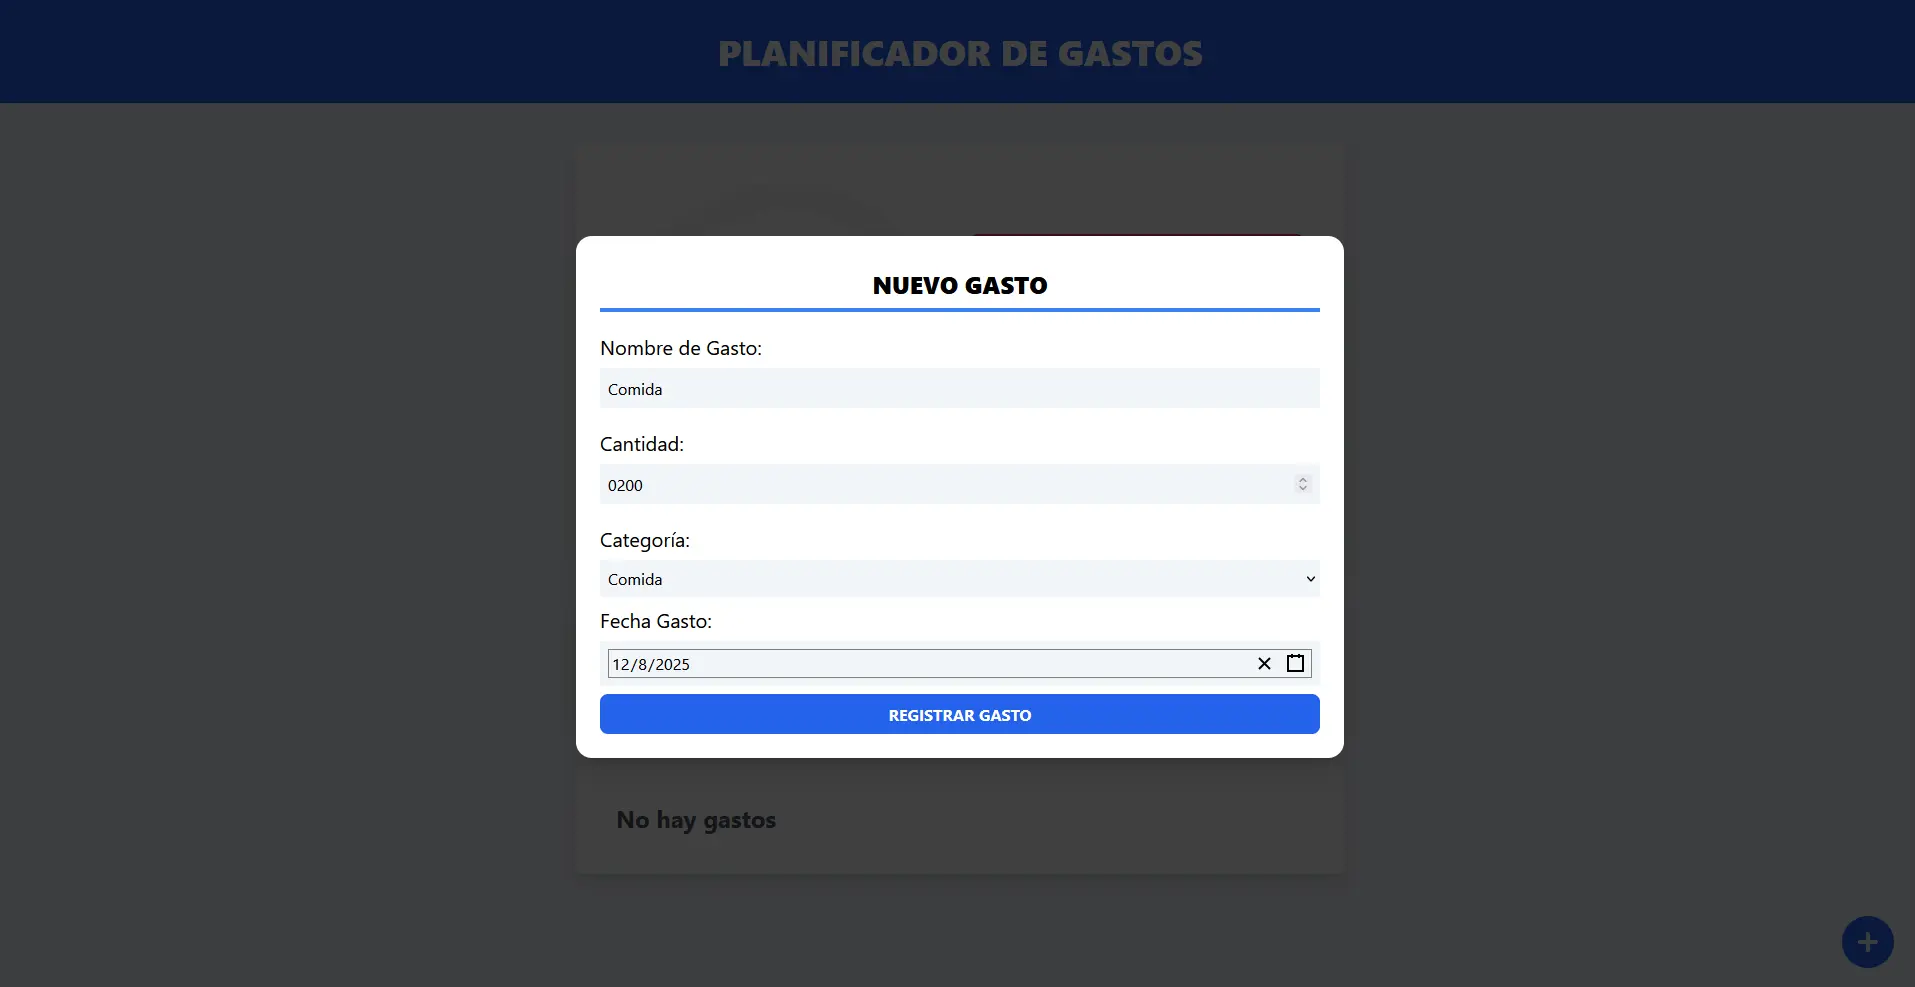 PLANIFICADOR DE GASTOS
NUEVO GASTO
Nombre de Gasto:
Comida
Cantidad:
0200
Categoría:
Comida
Fecha Gasto:
12/8/2025
REGISTRAR GASTO
No hay gastos